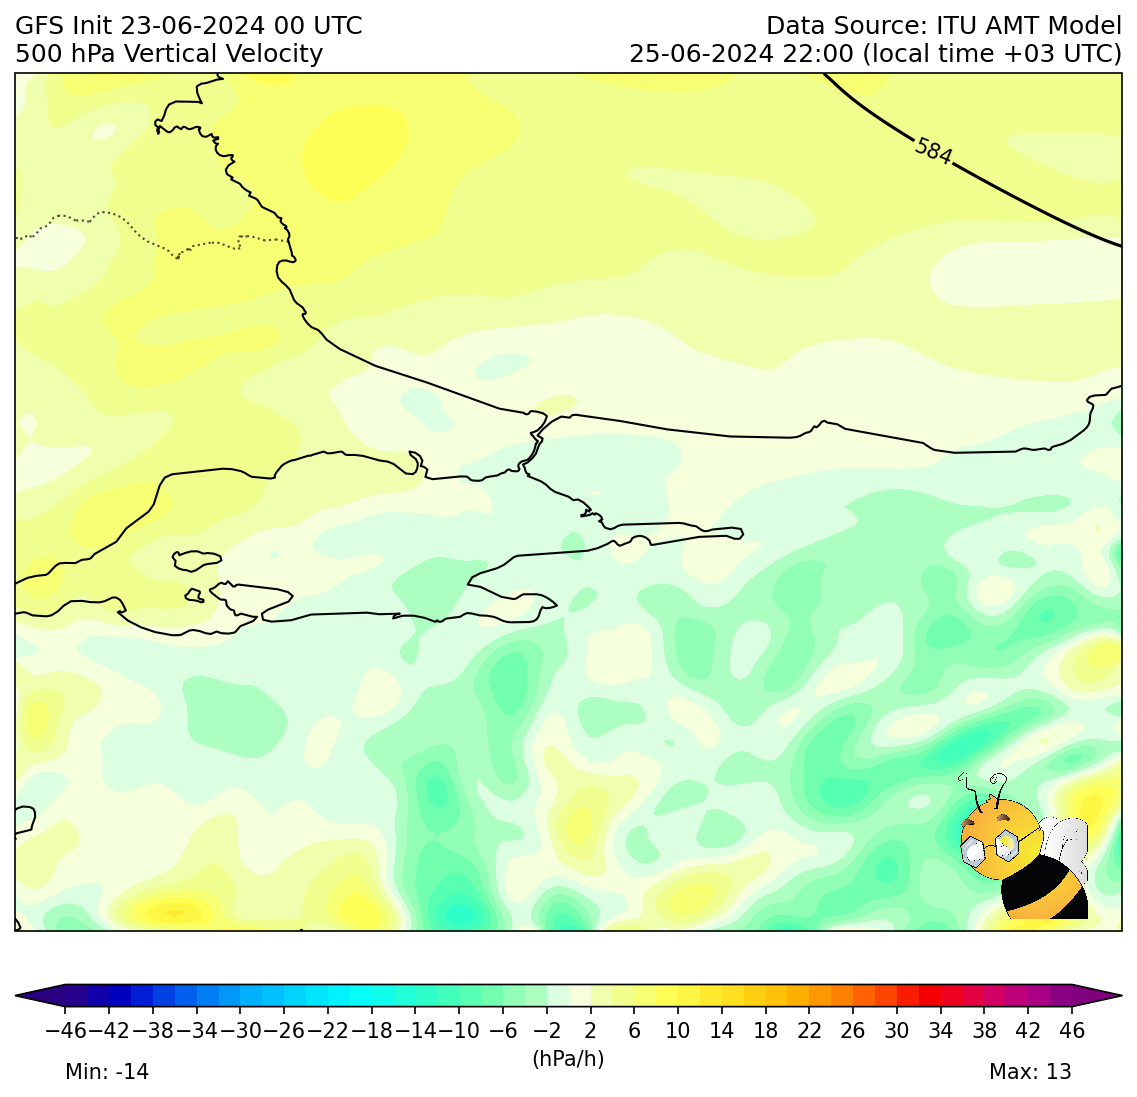 GFS Init 23-06-2024 00 UTC
Data Source: ITU AMT Model
500 hPa Vertical Velocity
25-06-2024 22:00 (local time +03 UTC)
584
−46 −42 −38 −34 −30 −26 −22 −18 −14 −10 −6 −2 2 6 10 14 18 22 26 30 34 38 42 46
(hPa/h)
Min: -14
Max: 13